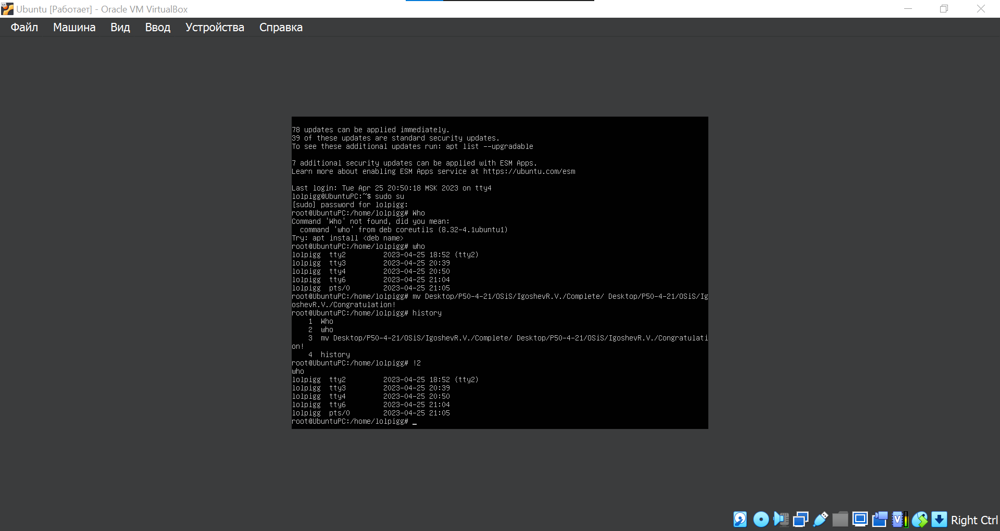 Ubuntu [Работает] - Oracle VM VirtualBox
Файл Машина Вид Ввод Устройства Справка
78 updates can be applied immediately.
39 of these updates are standard security updates.
To see these additional updates run: apt list --upgradable
7 additional security updates can be applied with ESM Apps.
Learn more about enabling ESM Apps service at https://ubuntu.com/esm
Last login: Tue Apr 25 20:50:18 MSK 2023 on tty4
lolpigg@UbuntuPC:~$ sudo su
[sudo] password for lolpigg:
root@UbuntuPC:/home/lolpigg# Who
Command 'Who' not found, did you mean:
  command 'who' from deb coreutils (8.32-4.1ubuntu1)
Try: apt install <deb name>
root@UbuntuPC:/home/lolpigg# who
lolpigg  tty2         2023-04-25 18:52 (tty2)
lolpigg  tty3         2023-04-25 20:39
lolpigg  tty4         2023-04-25 20:50
lolpigg  tty6         2023-04-25 21:04
lolpigg  pts/0        2023-04-25 21:05
root@UbuntuPC:/home/lolpigg# mv Desktop/P50-4-21/OSiS/IgoshevR.V./Complete/ Desktop/P50-4-21/OSiS/Ig
oshevR.V./Congratulation!
root@UbuntuPC:/home/lolpigg# history
    1  Who
    2  who
    3  mv Desktop/P50-4-21/OSiS/IgoshevR.V./Complete/ Desktop/P50-4-21/OSiS/IgoshevR.V./Congratulati
on!
    4  history
root@UbuntuPC:/home/lolpigg# !2
who
lolpigg  tty2         2023-04-25 18:52 (tty2)
lolpigg  tty3         2023-04-25 20:39
lolpigg  tty4         2023-04-25 20:50
lolpigg  tty6         2023-04-25 21:04
lolpigg  pts/0        2023-04-25 21:05
root@UbuntuPC:/home/lolpigg# _
Right Ctrl